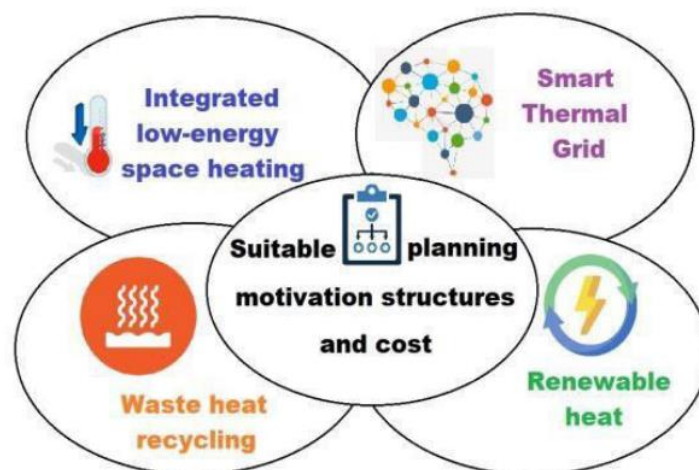 Integrated
low-energy
space heating
Smart
Thermal
Grid
Suitable planning
motivation structures
and cost
Waste heat
recycling
Renewable
heat